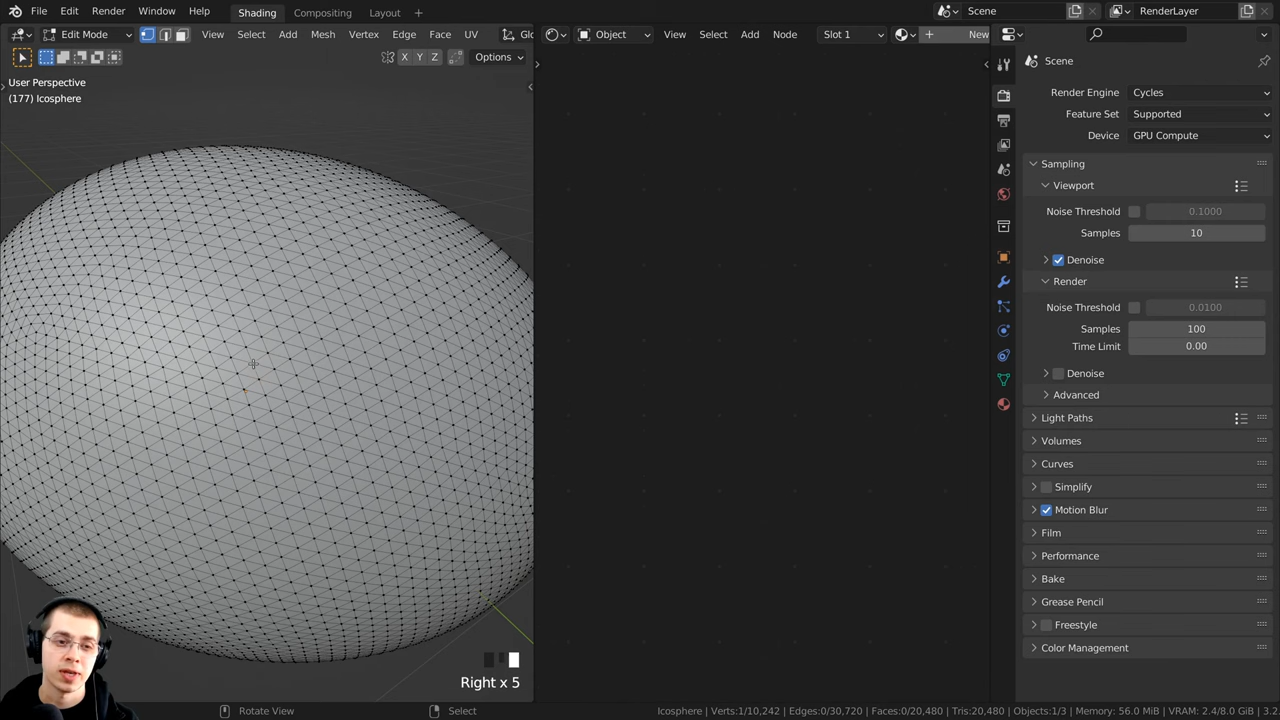 File Edit Render Window Help Shading Compositing Layout + Scene RenderLayer
Edit Mode View Select Add Mesh Vertex Edge Face UV Glo Object View Select Add Node Slot 1 New
X Y Z Options
User Perspective
(177) Icosphere
Scene
Render Engine Cycles
Feature Set Supported
Device GPU Compute
Sampling
Viewport
Noise Threshold 0.1000
Samples 10
Denoise
Render
Noise Threshold 0.0100
Samples 100
Time Limit 0.00
Denoise
Advanced
Light Paths
Volumes
Curves
Simplify
Motion Blur
Film
Performance
Bake
Grease Pencil
Freestyle
Color Management
Right x 5
Rotate View Select Icosphere | Verts:1/10,242 | Edges:0/30,720 | Faces:0/20,480 | Tris:20,480 | Objects:1/3 | Memory: 56.0 MiB | VRAM: 2.4/8.0 GiB | 3.2